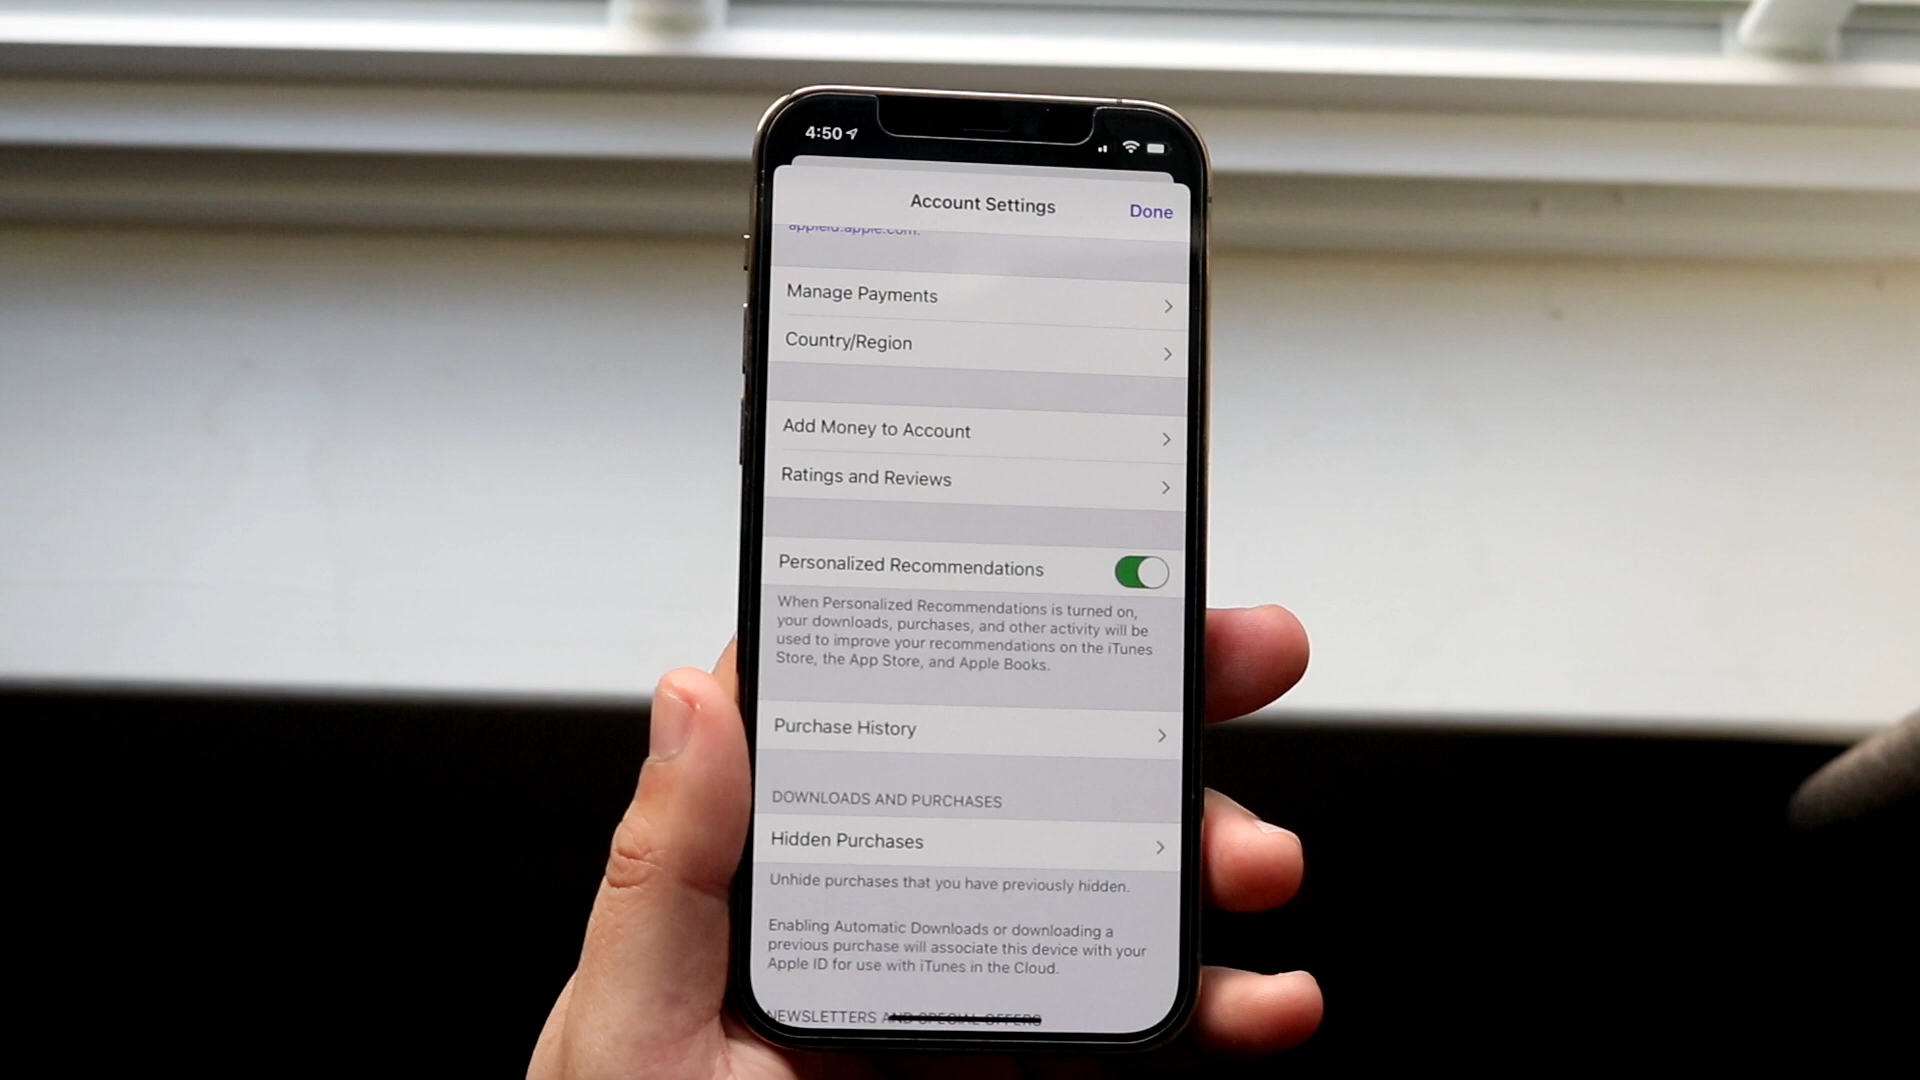 4:50
Account Settings
Done
appleid.apple.com.
Manage Payments
Country/Region
Add Money to Account
Ratings and Reviews
Personalized Recommendations
When Personalized Recommendations is turned on,
your downloads, purchases, and other activity will be
used to improve your recommendations on the iTunes
Store, the App Store, and Apple Books.
Purchase History
DOWNLOADS AND PURCHASES
Hidden Purchases
Unhide purchases that you have previously hidden.
Enabling Automatic Downloads or downloading a
previous purchase will associate this device with your
Apple ID for use with iTunes in the Cloud.
NEWSLETTERS AND SPECIAL OFFERS